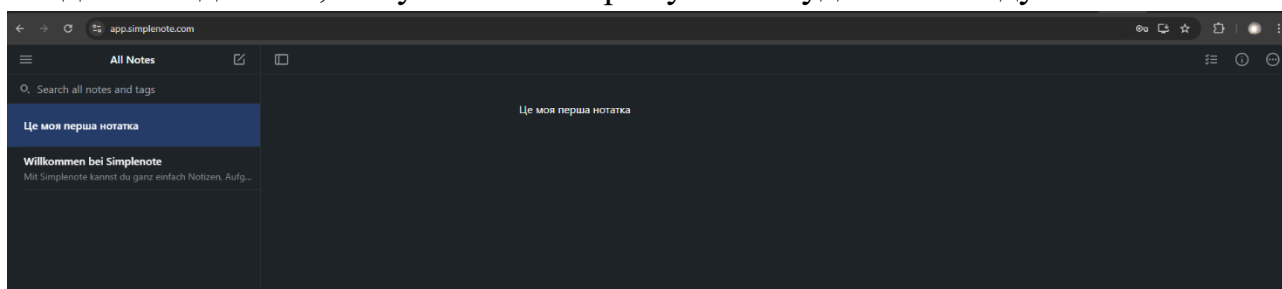 app.simplenote.com
All Notes
Search all notes and tags
Це моя перша нотатка
Це моя перша нотатка
Willkommen bei Simplenote
Mit Simplenote kannst du ganz einfach Notizen, Aufg...